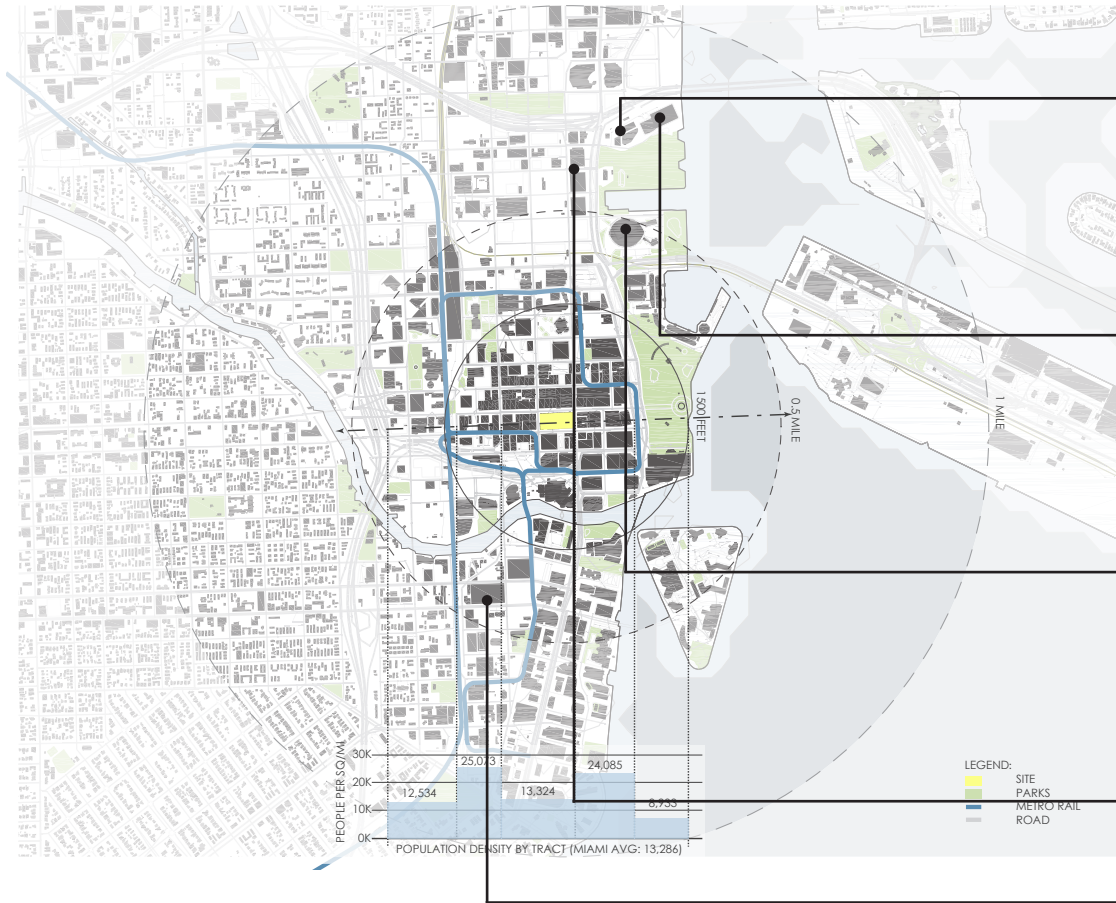 1500 FEET
0.5 MILE
1 MILE
30K
20K
10K
0K
PEOPLE PER SQ/MI
12,534
25,073
13,324
24,085
8,933
POPULATION DENSITY BY TRACT (MIAMI AVG: 13,286)
LEGEND:
SITE
PARKS
METRO RAIL
ROAD